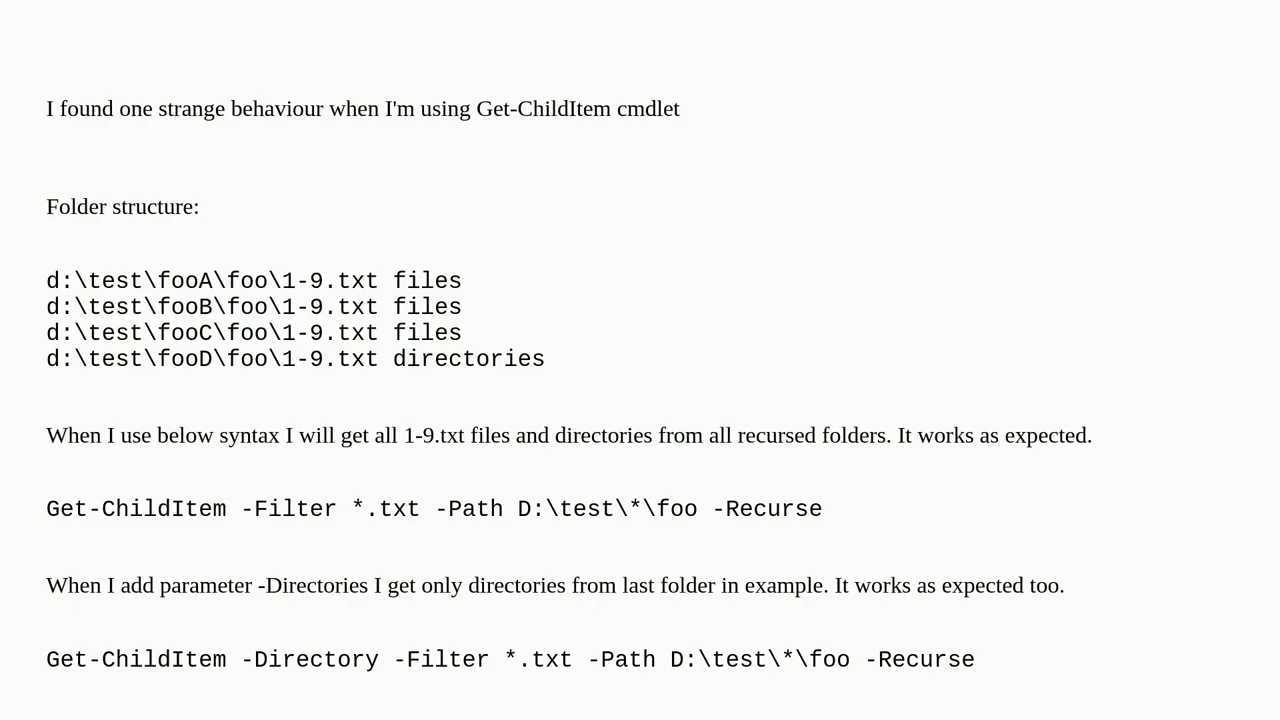 I found one strange behaviour when I'm using Get-ChildItem cmdlet
Folder structure:
d:\test\fooA\foo\1-9.txt files
d:\test\fooB\foo\1-9.txt files
d:\test\fooC\foo\1-9.txt files
d:\test\fooD\foo\1-9.txt directories
When I use below syntax I will get all 1-9.txt files and directories from all recursed folders. It works as expected.
Get-ChildItem -Filter *.txt -Path D:\test\*\foo -Recurse
When I add parameter -Directories I get only directories from last folder in example. It works as expected too.
Get-ChildItem -Directory -Filter *.txt -Path D:\test\*\foo -Recurse